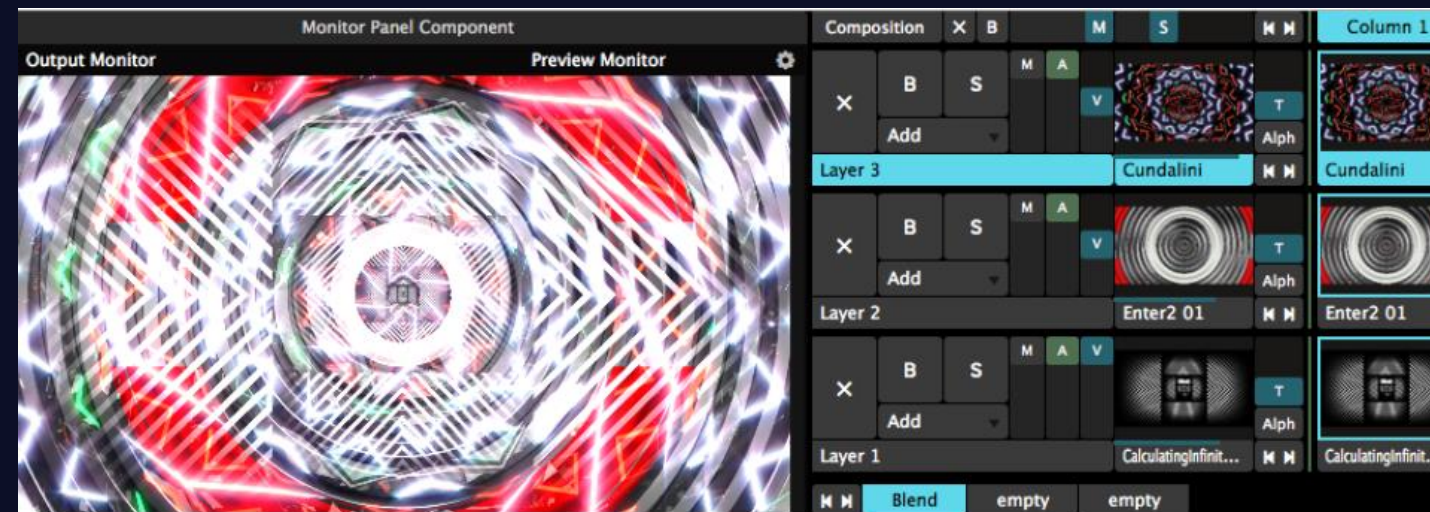 Monitor Panel Component
Output Monitor Preview Monitor
Composition X B M S Column 1
M A
B S
V
X T
Add Alph
Layer 3 Cundalini Cundalini
M A
B S
V
X T
Add Alph
Layer 2 Enter2 01 Enter2 01
M A V
B S
X T
Add Alph
Layer 1 CalculatingInfinit... CalculatingInfinit.
Blend empty empty